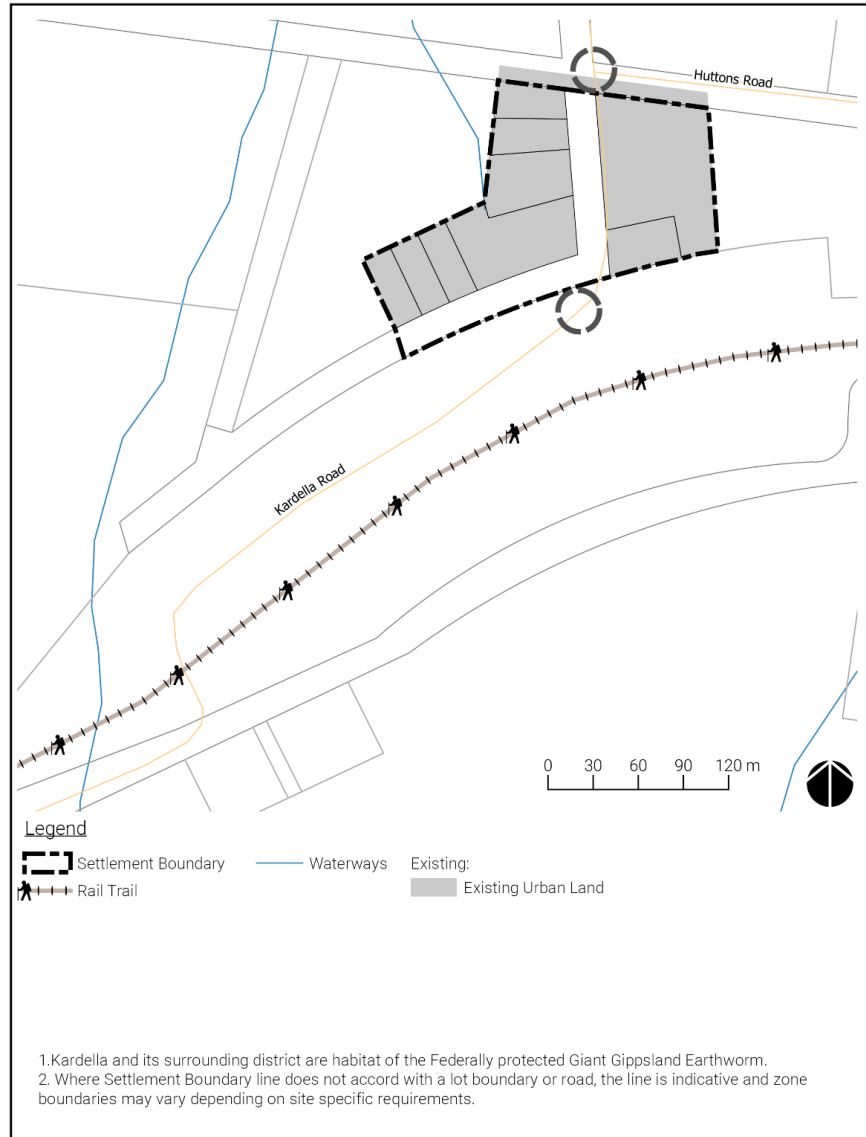 Huttons Road
Kardella Road
0 30 60 90 120 m
Legend
Settlement Boundary
Waterways
Existing:
Rail Trail
Existing Urban Land
1.Kardella and its surrounding district are habitat of the Federally protected Giant Gippsland Earthworm.
2. Where Settlement Boundary line does not accord with a lot boundary or road, the line is indicative and zone
boundaries may vary depending on site specific requirements.